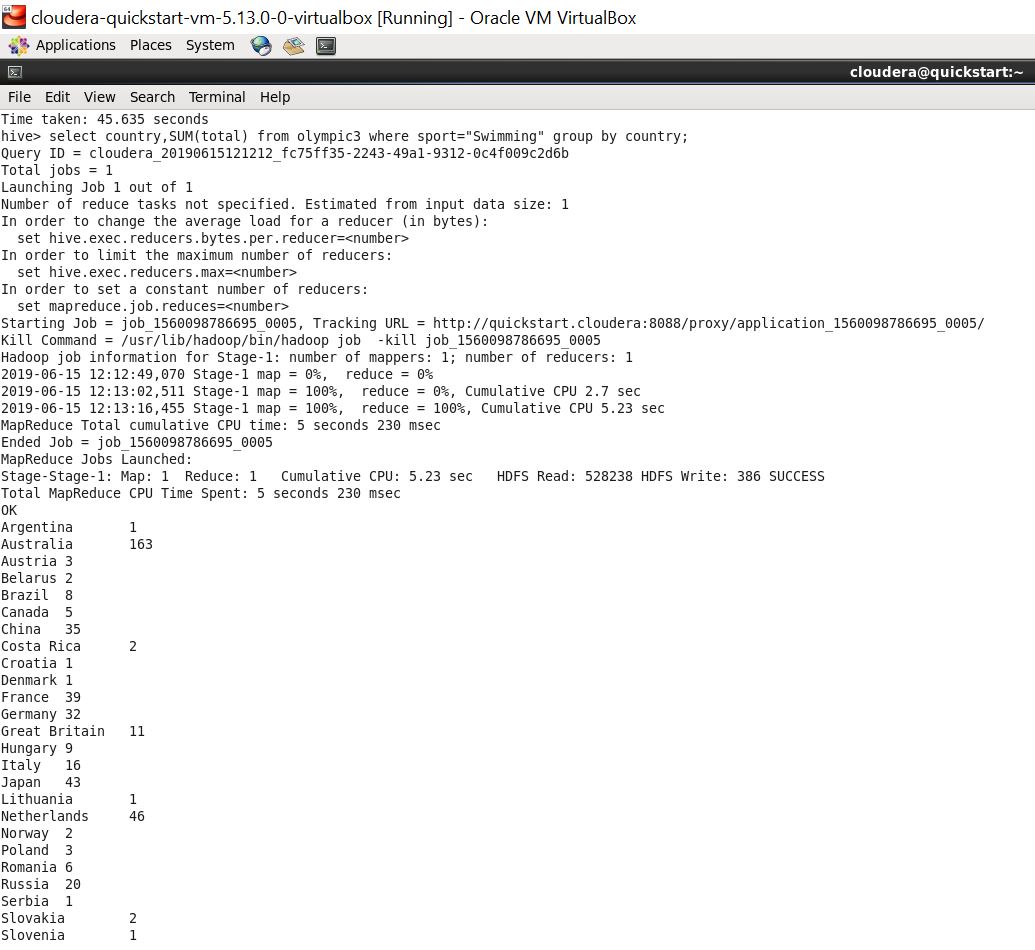 cloudera-quickstart-vm-5.13.0-0-virtualbox [Running] - Oracle VM VirtualBox
Applications Places System
cloudera@quickstart:~
File Edit View Search Terminal Help
Time taken: 45.635 seconds
hive> select country,SUM(total) from olympic3 where sport="Swimming" group by country;
Query ID = cloudera_20190615121212_fc75ff35-2243-49a1-9312-0c4f009c2d6b
Total jobs = 1
Launching Job 1 out of 1
Number of reduce tasks not specified. Estimated from input data size: 1
In order to change the average load for a reducer (in bytes):
  set hive.exec.reducers.bytes.per.reducer=<number>
In order to limit the maximum number of reducers:
  set hive.exec.reducers.max=<number>
In order to set a constant number of reducers:
  set mapreduce.job.reduces=<number>
Starting Job = job_1560098786695_0005, Tracking URL = http://quickstart.cloudera:8088/proxy/application_1560098786695_0005/
Kill Command = /usr/lib/hadoop/bin/hadoop job  -kill job_1560098786695_0005
Hadoop job information for Stage-1: number of mappers: 1; number of reducers: 1
2019-06-15 12:12:49,070 Stage-1 map = 0%,  reduce = 0%
2019-06-15 12:13:02,511 Stage-1 map = 100%,  reduce = 0%, Cumulative CPU 2.7 sec
2019-06-15 12:13:16,455 Stage-1 map = 100%,  reduce = 100%, Cumulative CPU 5.23 sec
MapReduce Total cumulative CPU time: 5 seconds 230 msec
Ended Job = job_1560098786695_0005
MapReduce Jobs Launched:
Stage-Stage-1: Map: 1  Reduce: 1   Cumulative CPU: 5.23 sec   HDFS Read: 528238 HDFS Write: 386 SUCCESS
Total MapReduce CPU Time Spent: 5 seconds 230 msec
OK
Argentina	1
Australia	163
Austria	3
Belarus	2
Brazil	8
Canada	5
China	35
Costa Rica	2
Croatia	1
Denmark	1
France	39
Germany	32
Great Britain	11
Hungary	9
Italy	16
Japan	43
Lithuania	1
Netherlands	46
Norway	2
Poland	3
Romania	6
Russia	20
Serbia	1
Slovakia	2
Slovenia	1